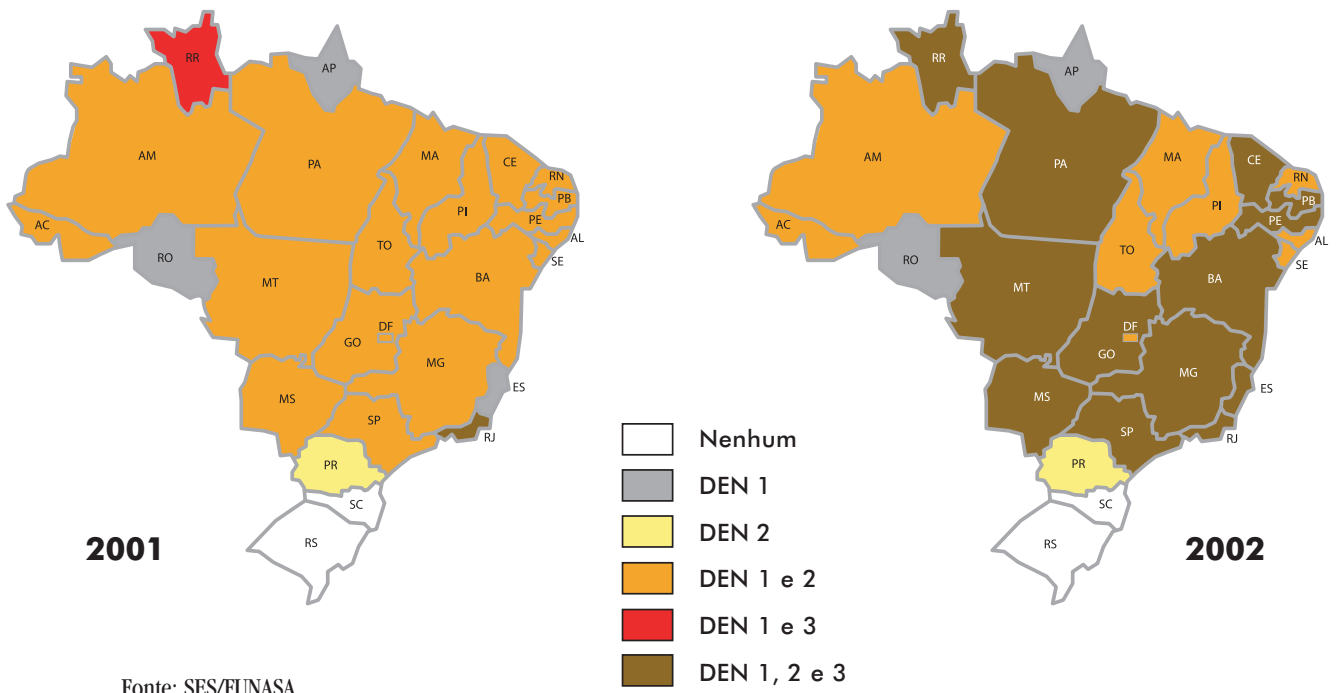 RR
AP
AM
PA
MA
CE
RN
PB
PI
PE
AC
AL
TO
SE
RO
BA
MT
DF
GO
MG
ES
MS
SP
RJ
PR
SC
RS
2001
Nenhum
DEN 1
DEN 2
DEN 1 e 2
DEN 1 e 3
DEN 1, 2 e 3
RR
AP
AM
PA
MA
CE
RN
PB
PI
PE
AC
AL
TO
SE
RO
BA
MT
DF
GO
MG
ES
MS
SP
RJ
PR
SC
RS
2002
Fonte: SES/FUNASA